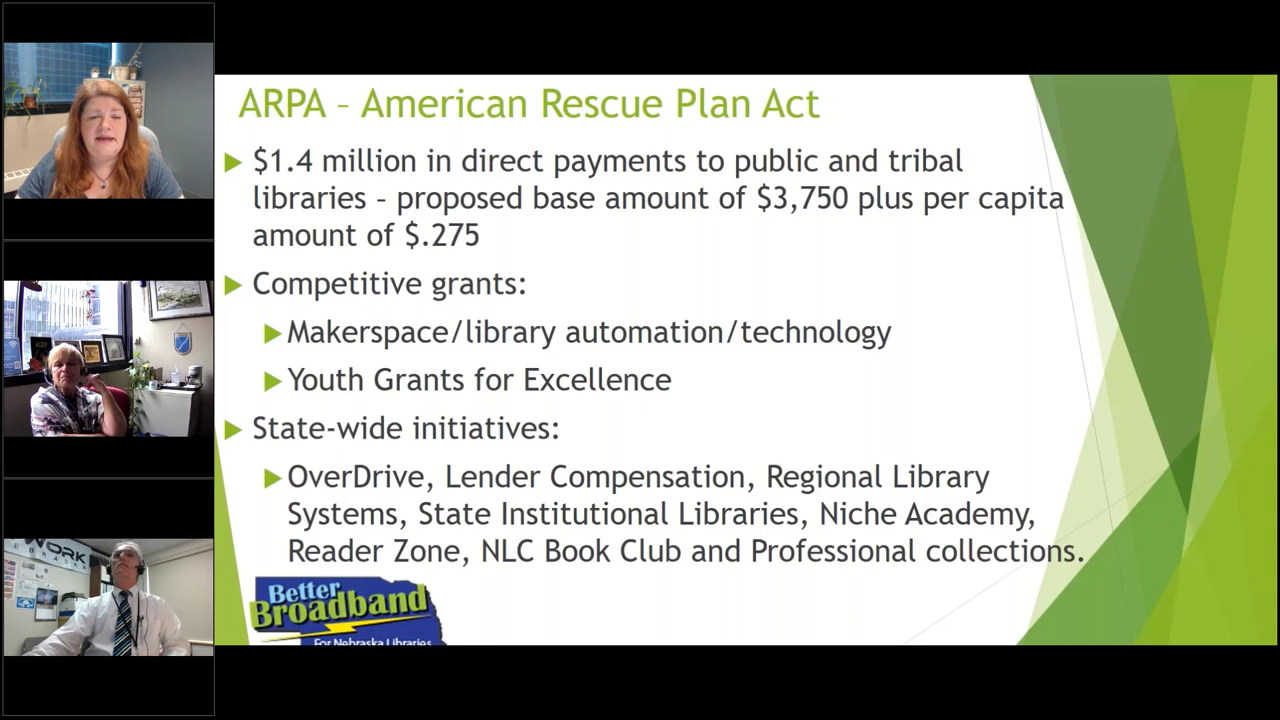 ARPA – American Rescue Plan Act
$1.4 million in direct payments to public and tribal
libraries – proposed base amount of $3,750 plus per capita
amount of $.275
Competitive grants:
Makerspace/library automation/technology
Youth Grants for Excellence
State-wide initiatives:
OverDrive, Lender Compensation, Regional Library
Systems, State Institutional Libraries, Niche Academy,
Reader Zone, NLC Book Club and Professional collections.
Better
Broadband
For Nebraska Libraries